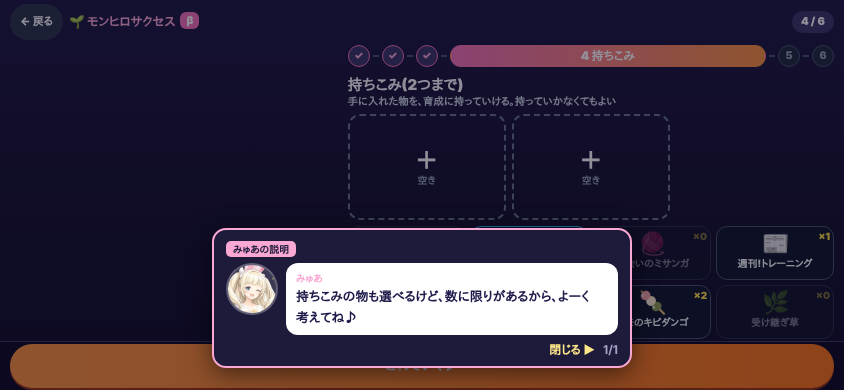 ← 戻る
🌱 モンヒロサクセス β
4 / 6
4 持ちこみ
5
6
持ちこみ(2つまで)
手に入れた物を、育成に持っていける。持っていかなくてもよい
+
空き
+
空き
×0
いのミサンガ
×1
週刊!トレーニング
×2
のキビダンゴ
×0
受け継ぎ草
みゅあの説明
みゅあ
持ちこみの物も選べるけど、数に限りがあるから、よーく
考えてね♪
閉じる ▶ 1/1